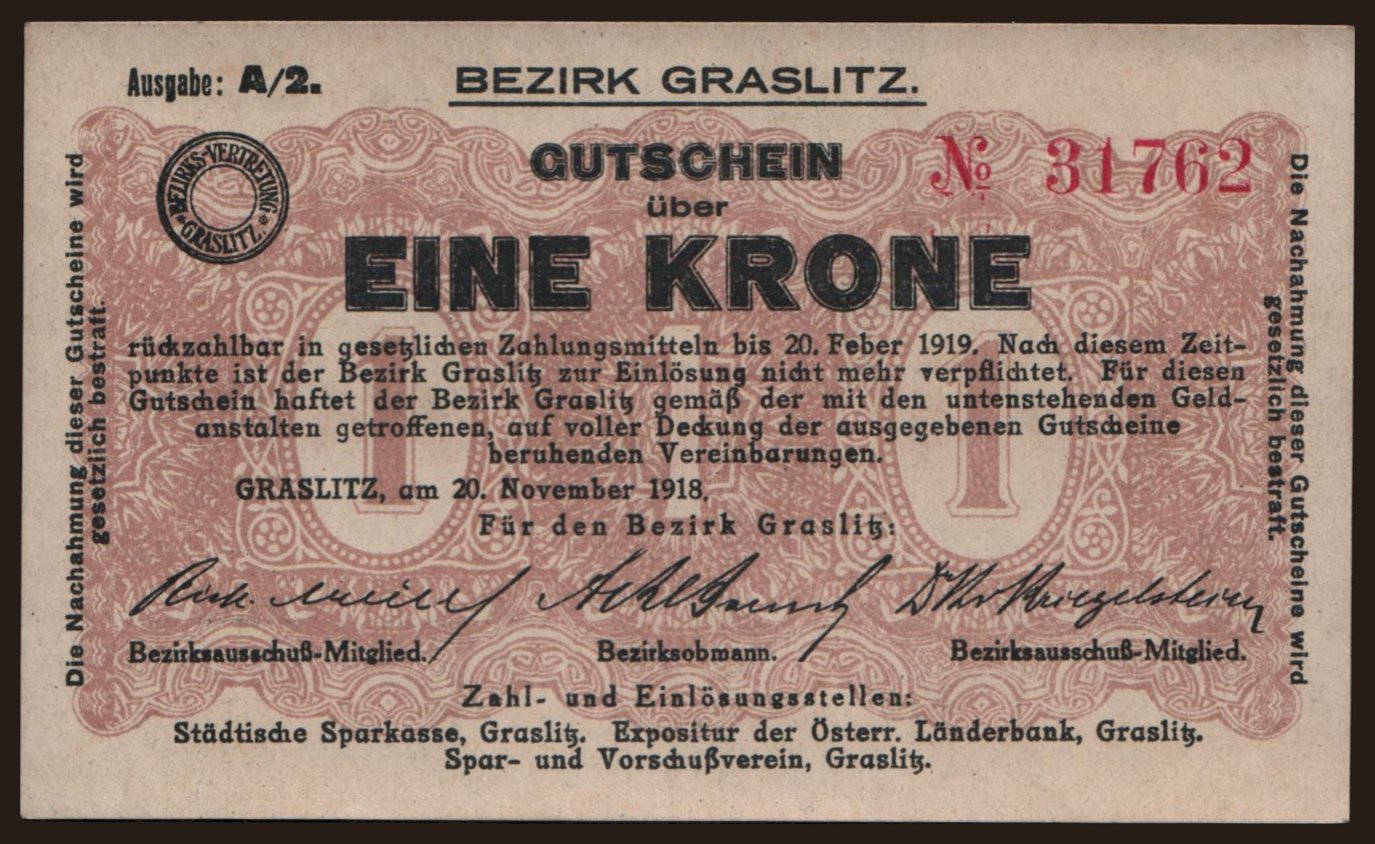 Ausgabe: A/2.
BEZIRK GRASLITZ.
BEZIRKS-VERTRETUNG
* GRASLITZ. *
GUTSCHEIN
№ 31762
über
EINE KRONE
1 1 1
rückzahlbar in gesetzlichen Zahlungsmitteln bis 20. Feber 1919. Nach diesem Zeit-
punkte ist der Bezirk Graslitz zur Einlösung nicht mehr verpflichtet. Für diesen
Gutschein haftet der Bezirk Graslitz gemäß der mit den untenstehenden Geld-
anstalten getroffenen, auf voller Deckung der ausgegebenen Gutscheine
beruhenden Vereinbarungen.
GRASLITZ, am 20. November 1918.
Für den Bezirk Graslitz:
Bezirksausschuß-Mitglied. Bezirksobmann. Bezirksausschuß-Mitglied.
Zahl- und Einlösungsstellen:
Städtische Sparkasse, Graslitz. Expositur der Österr. Länderbank, Graslitz.
Spar- und Vorschußverein, Graslitz.
Die Nachahmung dieser Gutscheine wird
gesetzlich bestraft.
Die Nachahmung dieser Gutscheine wird
gesetzlich bestraft.